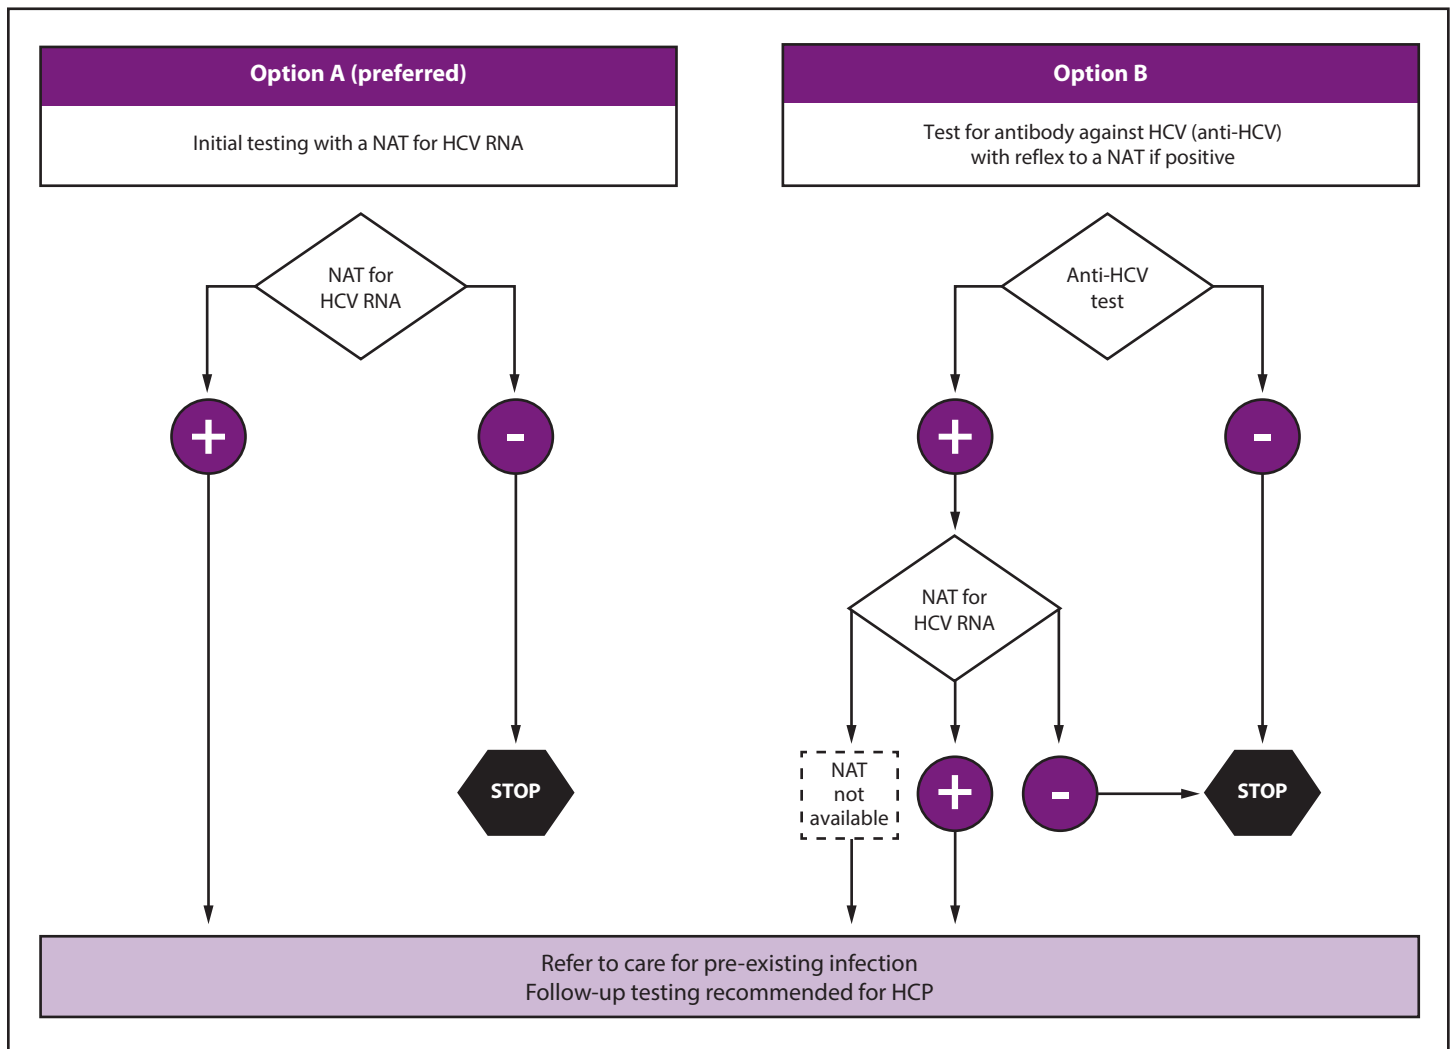 Option A (preferred)
Initial testing with a NAT for HCV RNA
NAT for
HCV RNA
+
-
STOP
Option B
Test for antibody against HCV (anti-HCV)
with reflex to a NAT if positive
Anti-HCV
test
+
-
NAT for
HCV RNA
NAT
not
available
+
-
STOP
Refer to care for pre-existing infection
Follow-up testing recommended for HCP